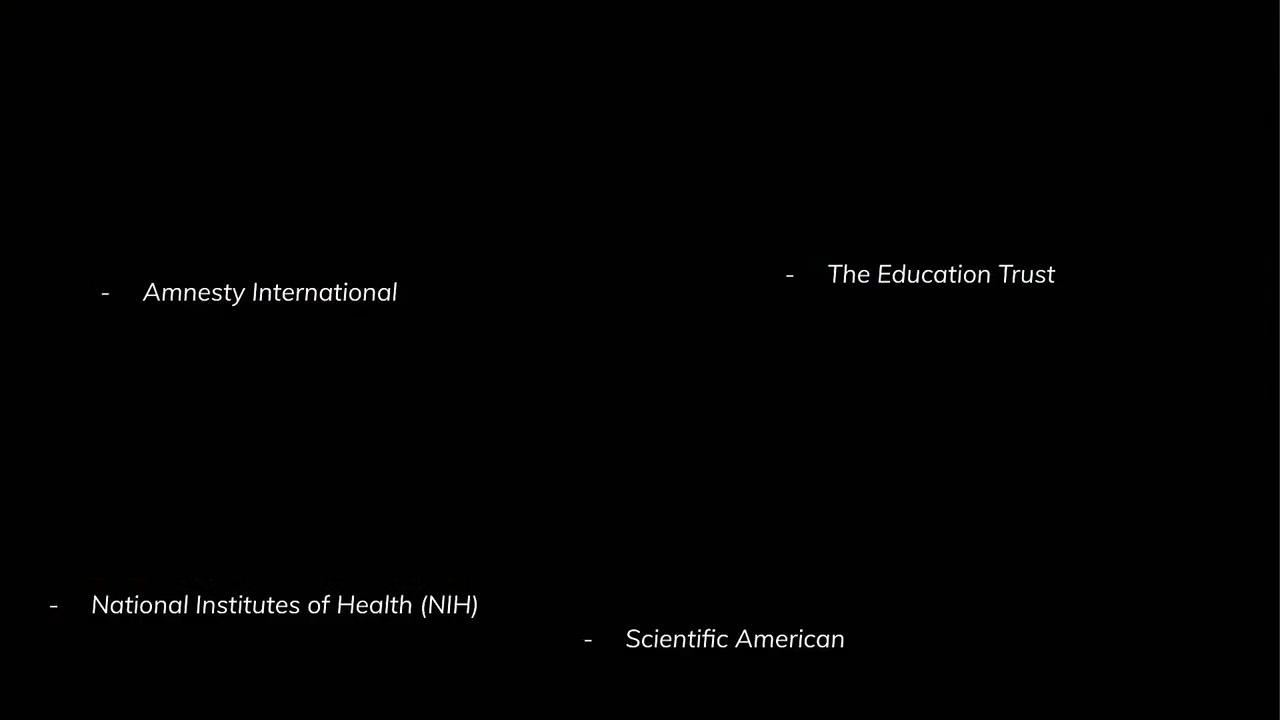 - The Education Trust
- Amnesty International
- National Institutes of Health (NIH)
- Scientific American